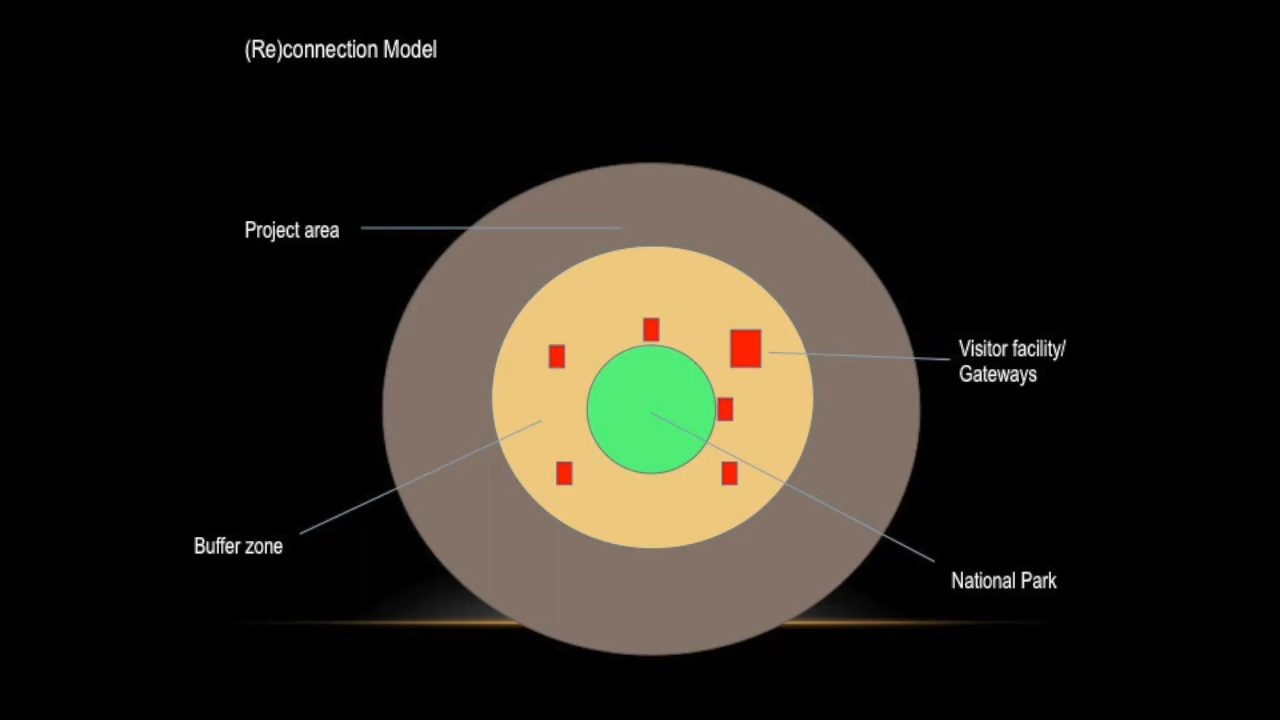 (Re)connection Model
Project area
Visitor facility/
Gateways
Buffer zone
National Park